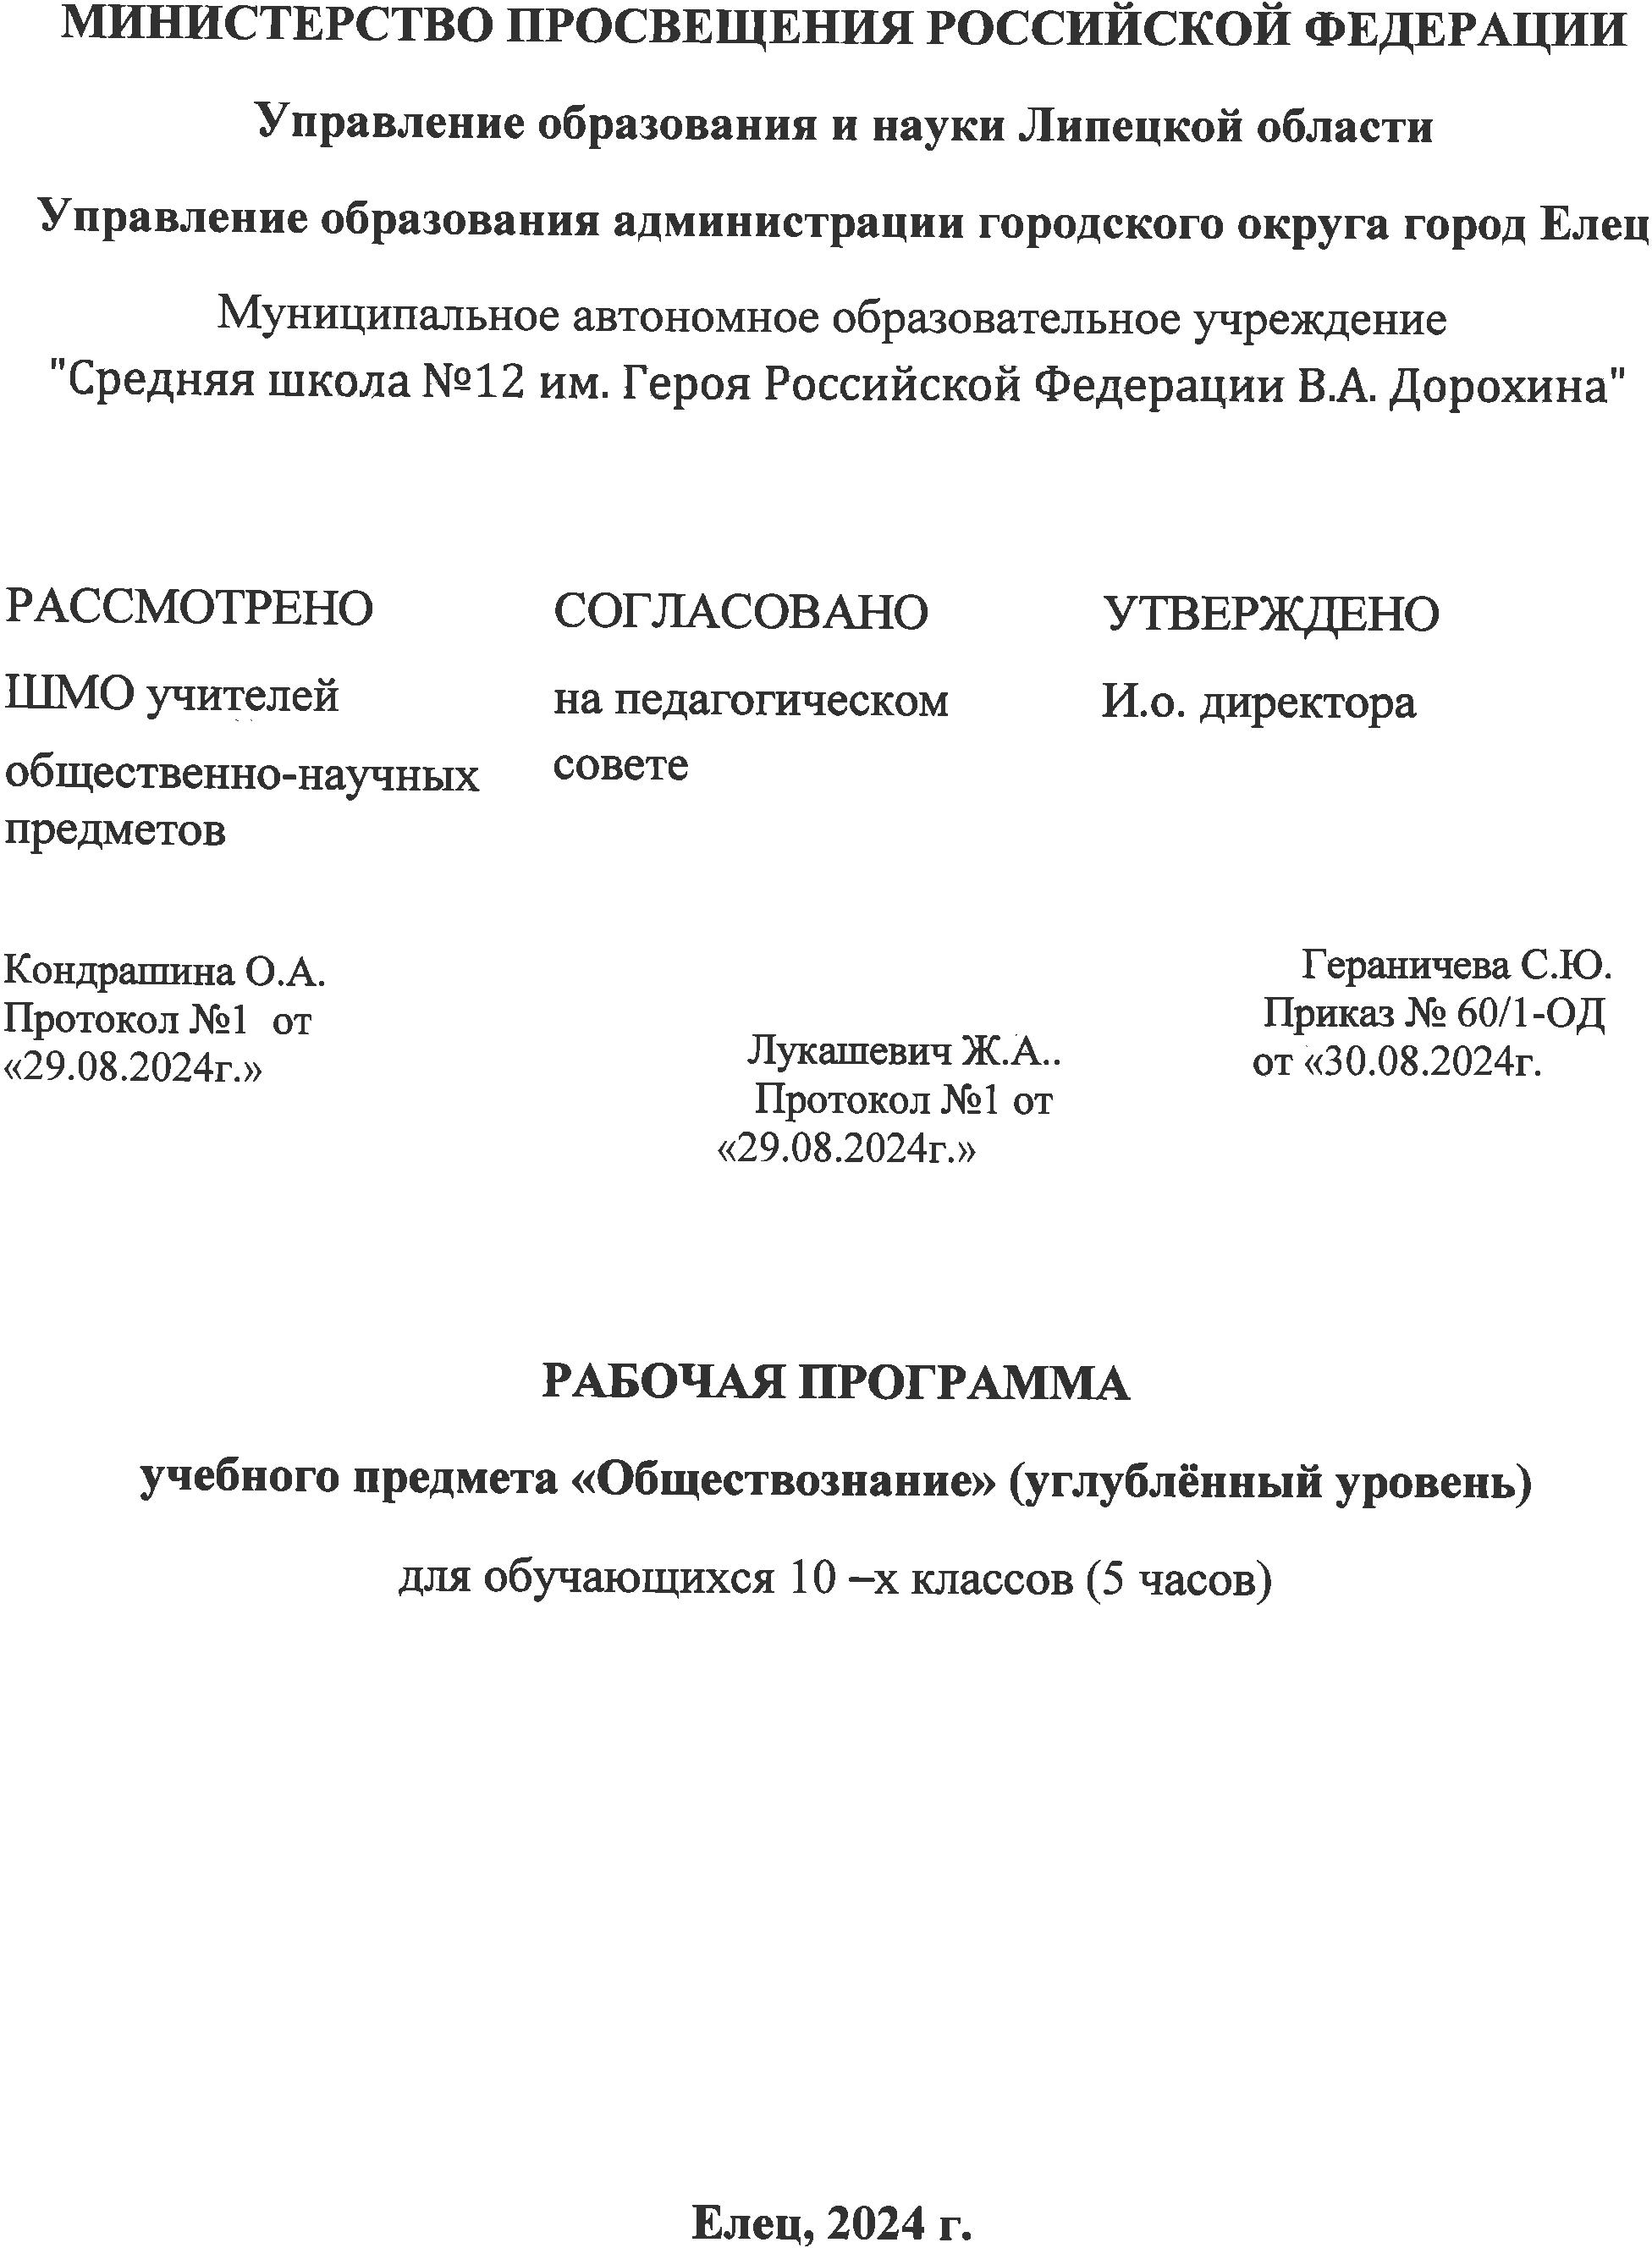 МИНИСТЕРСТВО ПРОСВЕЩЕНИЯ РОССИЙСКОЙ ФЕДЕРАЦИИ
Управление образования и науки Липецкой области
Управление образования администрации городского округа город Елец
Муниципальное автономное образовательное учреждение
"Средняя школа №12 им. Героя Российской Федерации В.А. Дорохина"
РАССМОТРЕНО
ШМО учителей
общественно-научных
предметов
Кондрашина О.А.
Протокол №1 от
«29.08.2024г.»
СОГЛАСОВАНО
на педагогическом
совете
Лукашевич Ж.А..
Протокол №1 от
«29.08.2024г.»
УТВЕРЖДЕНО
И.о. директора
Гераничева С.Ю.
Приказ № 60/1-ОД
от «30.08.2024г.
РАБОЧАЯ ПРОГРАММА
учебного предмета «Обществознание» (углублённый уровень)
для обучающихся 10 –х классов (5 часов)
Елец, 2024 г.